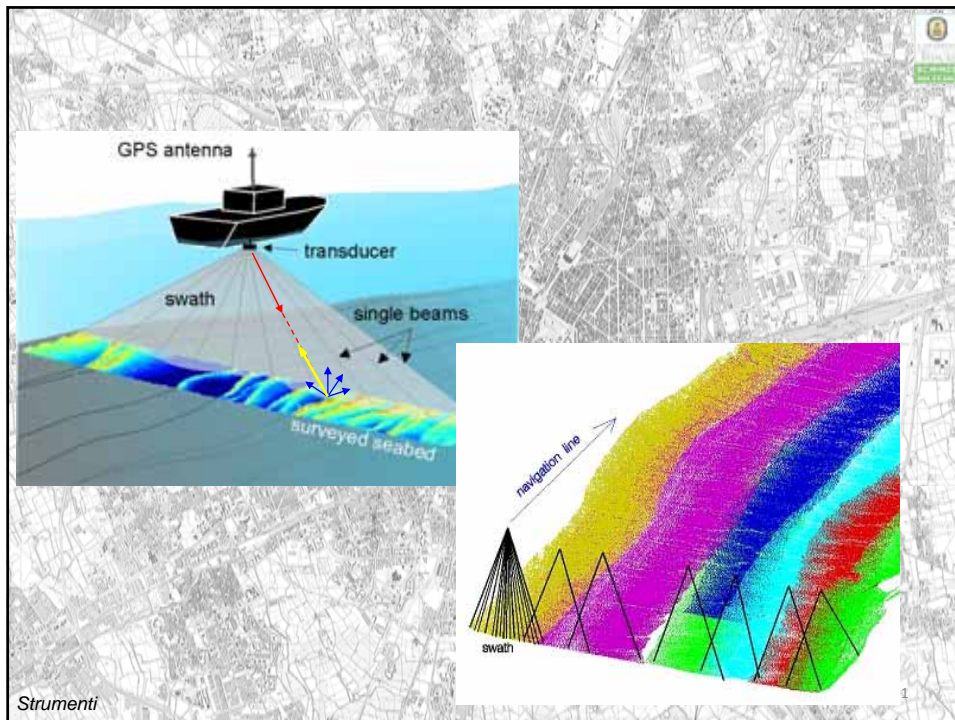 GPS antenna
transducer
swath
single beams
surveyed seabed
navigation line
swath
1
Strumenti